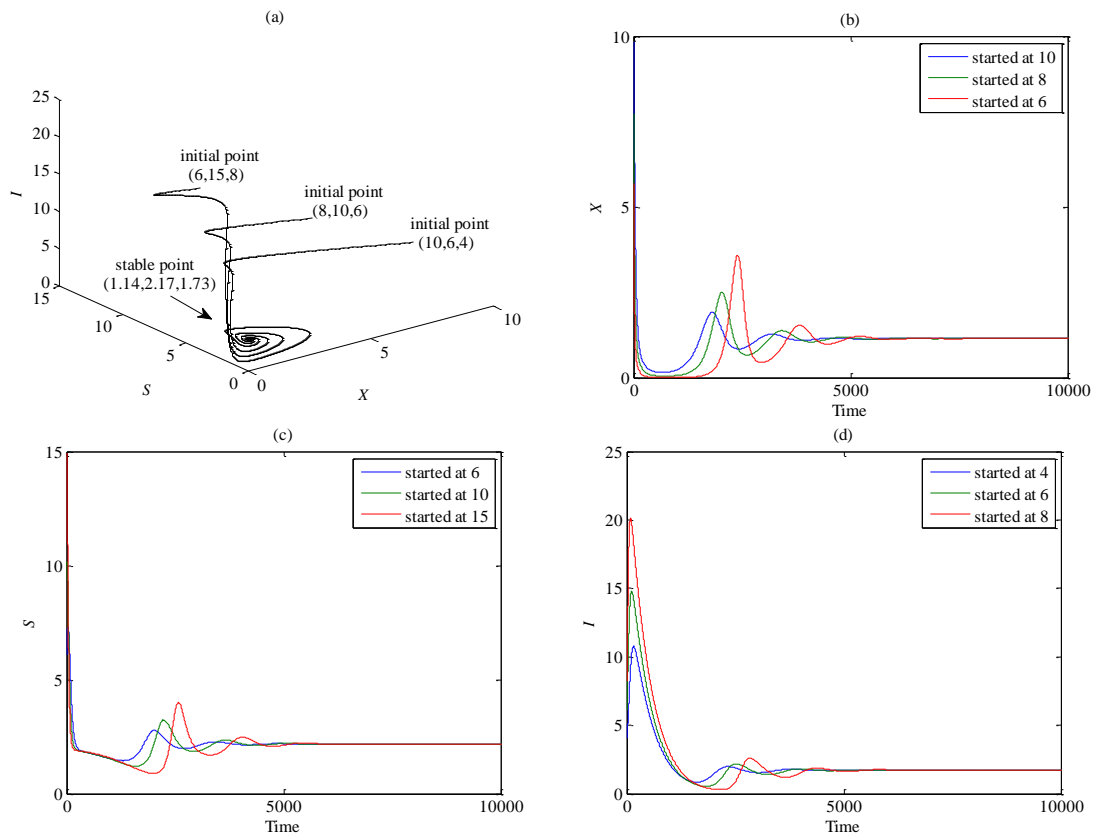 (a)
25
20
15
10
5
0
I
15
10
5
0
S
0
5
10
X
initial point
(6,15,8)
initial point
(8,10,6)
initial point
(10,6,4)
stable point
(1.14,2.17,1.73)
(b)
10
5
0
X
started at 10
started at 8
started at 6
0
5000
10000
Time
(c)
15
10
5
0
S
started at 6
started at 10
started at 15
0
5000
10000
Time
(d)
25
20
15
10
5
0
I
started at 4
started at 6
started at 8
0
5000
10000
Time